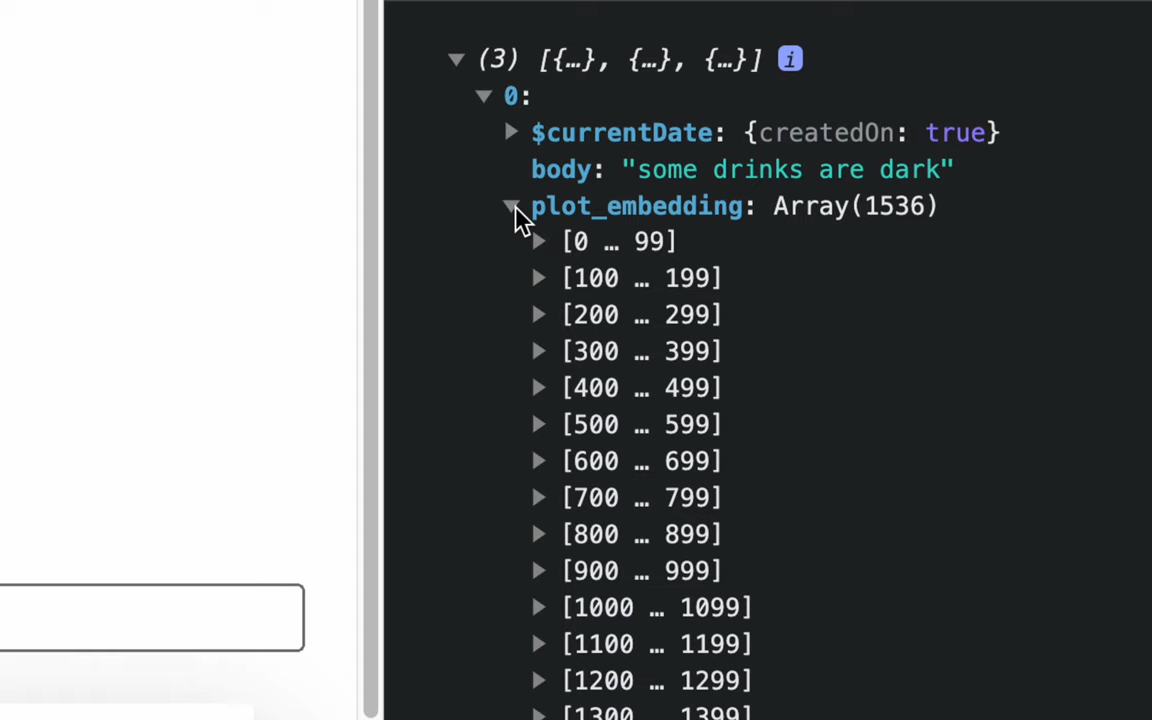 (3) [{…}, {…}, {…}] i
0:
$currentDate: {createdOn: true}
body: "some drinks are dark"
plot_embedding: Array(1536)
[0 … 99]
[100 … 199]
[200 … 299]
[300 … 399]
[400 … 499]
[500 … 599]
[600 … 699]
[700 … 799]
[800 … 899]
[900 … 999]
[1000 … 1099]
[1100 … 1199]
[1200 … 1299]
[1300 … 1399]